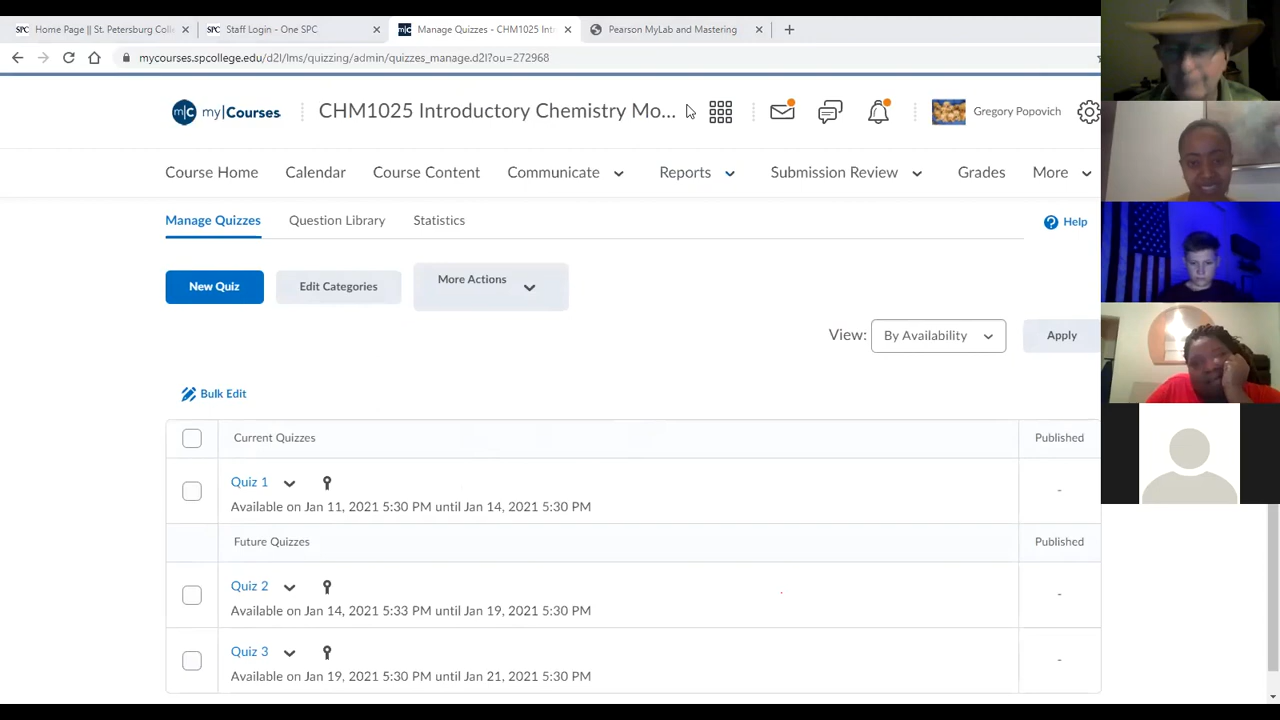 Home Page || St. Petersburg Coll
Staff Login - One SPC
Manage Quizzes - CHM1025 Int
Pearson MyLab and Mastering
mycourses.spcollege.edu/d2l/lms/quizzing/admin/quizzes_manage.d2l?ou=272968
m|C my|Courses
CHM1025 Introductory Chemistry Mo...
Gregory Popovich
Course Home
Calendar
Course Content
Communicate
Reports
Submission Review
Grades
More
Manage Quizzes
Question Library
Statistics
Help
New Quiz
Edit Categories
More Actions
View: By Availability
Apply
Bulk Edit
Current Quizzes
Published
Quiz 1
Available on Jan 11, 2021 5:30 PM until Jan 14, 2021 5:30 PM
-
Future Quizzes
Published
Quiz 2
Available on Jan 14, 2021 5:33 PM until Jan 19, 2021 5:30 PM
-
Quiz 3
Available on Jan 19, 2021 5:30 PM until Jan 21, 2021 5:30 PM
-